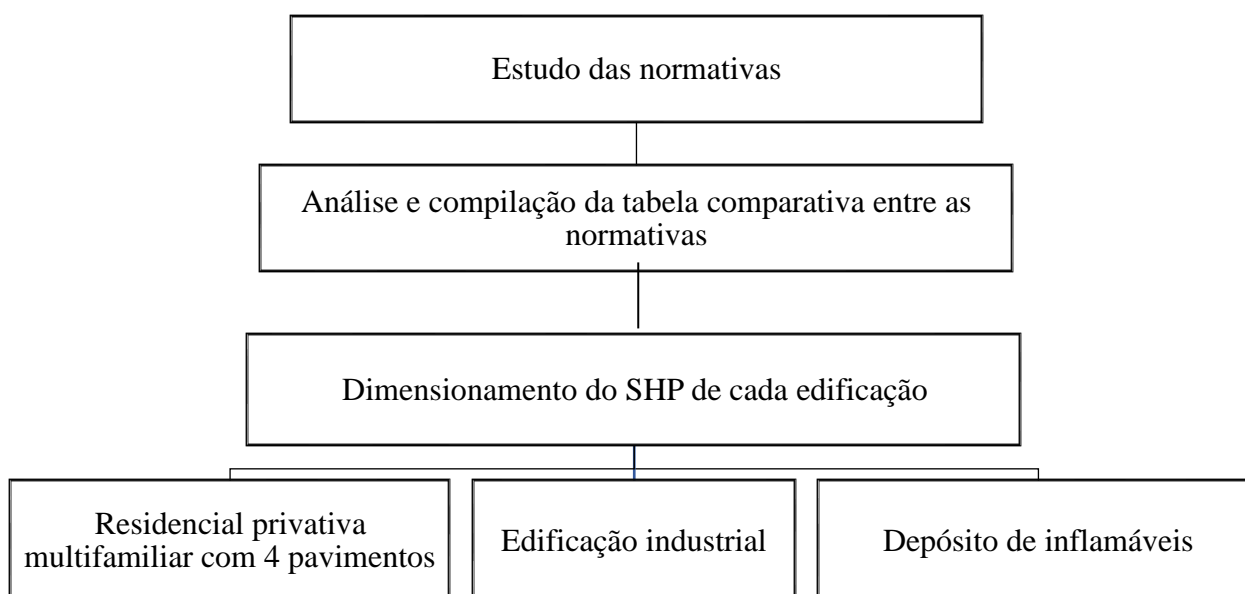 Estudo das normativas
Análise e compilação da tabela comparativa entre as
normativas
Dimensionamento do SHP de cada edificação
Residencial privativa
multifamiliar com 4 pavimentos
Edificação industrial
Depósito de inflamáveis